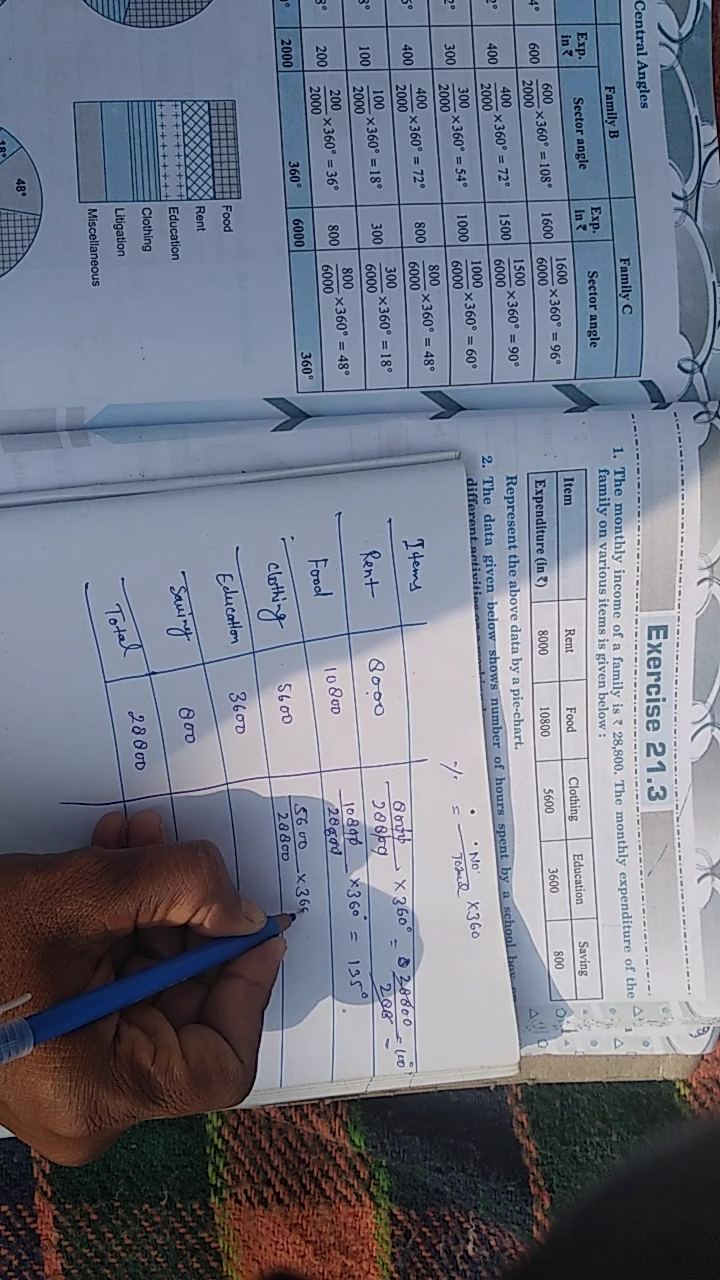 Central Angles
Family B
Family C
Exp. in ₹
Sector angle
Exp. in ₹
Sector angle
4° 600 600/2000 ×360° = 108° 1600 1600/6000 ×360° = 96°
2° 400 400/2000 ×360° = 72° 1500 1500/6000 ×360° = 90°
2° 300 300/2000 ×360° = 54° 1000 1000/6000 ×360° = 60°
400 400/2000 ×360° = 72° 800 800/6000 ×360° = 48°
100 100/2000 ×360° = 18° 300 300/6000 ×360° = 18°
200 200/2000 ×360° = 36° 800 800/6000 ×360° = 48°
2000 360° 6000 360°
Food
Rent
Education
Clothing
Litigation
Miscellaneous
48°
18°
Exercise 21.3
1. The monthly income of a family is ₹ 28,800. The monthly expenditure of the
family on various items is given below :
Item Rent Food Clothing Education Saving
Expenditure (in ₹) 8000 10800 5600 3600 800
Represent the above data by a pie-chart.
2. The data given below shows number of hours spent by a school boy
different activities
% = No./Total ×360
Items
Rent 8000 8000/28800 ×360° = 28800/288 = 100°
Food 10800 10800/28800 ×360° = 135°
Clothing 5600 5600/28800 ×36
Education 3600
Saving 800
Total 28800